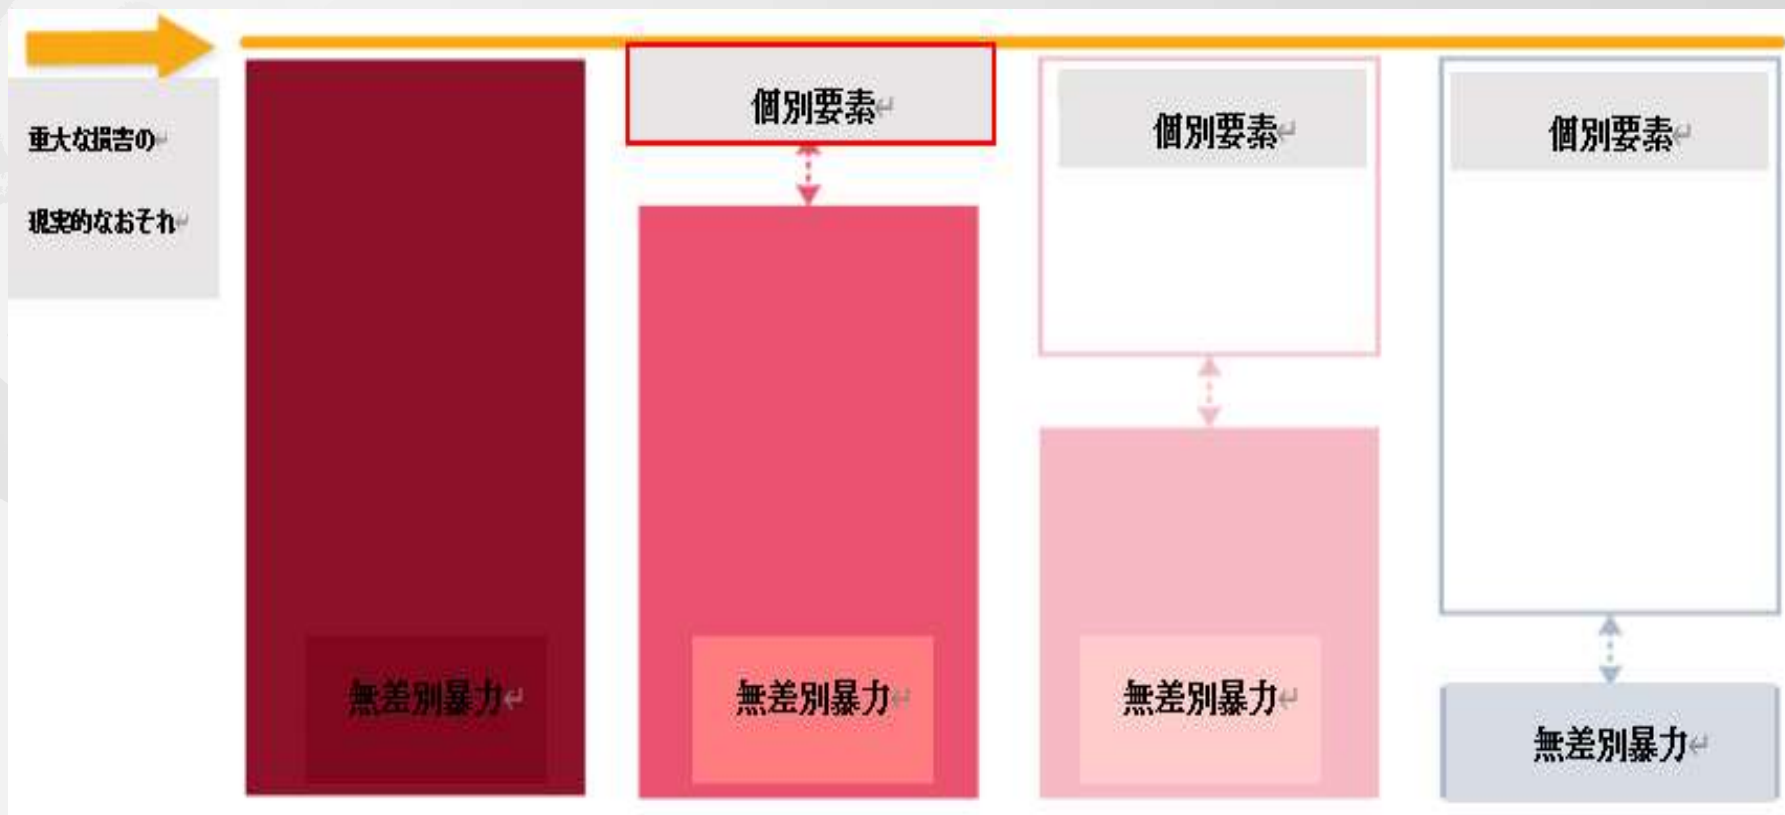 重大な損害の
現実的なおそれ
個別要素
個別要素
個別要素
無差別暴力
無差別暴力
無差別暴力
無差別暴力